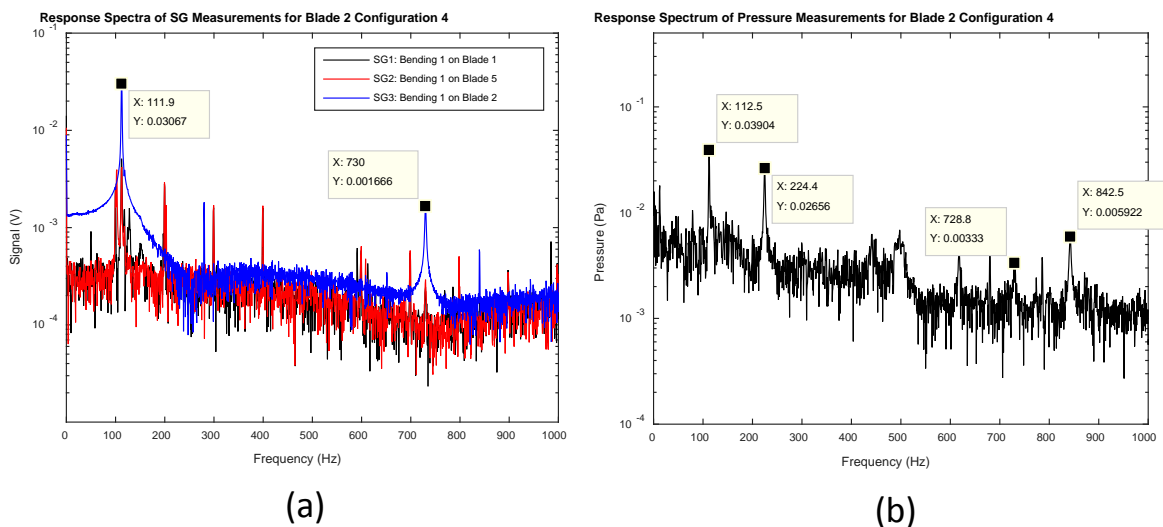 Response Spectra of SG Measurements for Blade 2 Configuration 4
10^-1
10^-2
10^-3
10^-4
Signal (V)
SG1: Bending 1 on Blade 1
SG2: Bending 1 on Blade 5
SG3: Bending 1 on Blade 2
X: 111.9
Y: 0.03067
X: 730
Y: 0.001666
0 100 200 300 400 500 600 700 800 900 1000
Frequency (Hz)
(a)
Response Spectrum of Pressure Measurements for Blade 2 Configuration 4
10^-1
10^-2
10^-3
10^-4
Pressure (Pa)
X: 112.5
Y: 0.03904
X: 224.4
Y: 0.02656
X: 728.8
Y: 0.00333
X: 842.5
Y: 0.005922
0 100 200 300 400 500 600 700 800 900 1000
Frequency (Hz)
(b)